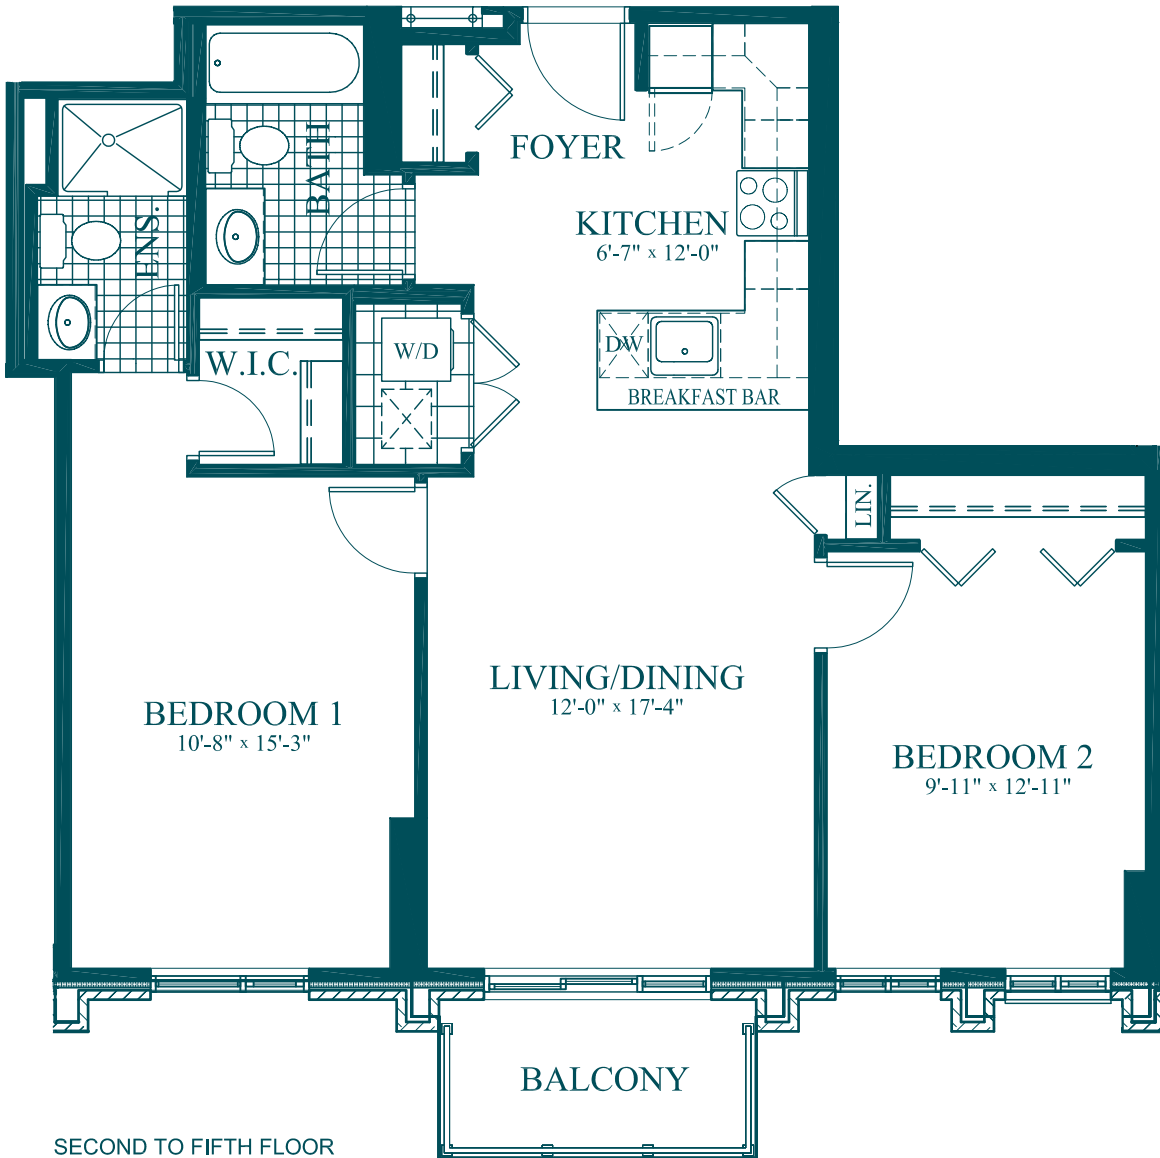 BATH
FOYER
ENS.
KITCHEN
6'-7" x 12'-0"
W.I.C.
W/D
DW
BREAKFAST BAR
LIN.
LIVING/DINING
12'-0" x 17'-4"
BEDROOM 1
10'-8" x 15'-3"
BEDROOM 2
9'-11" x 12'-11"
BALCONY
SECOND TO FIFTH FLOOR